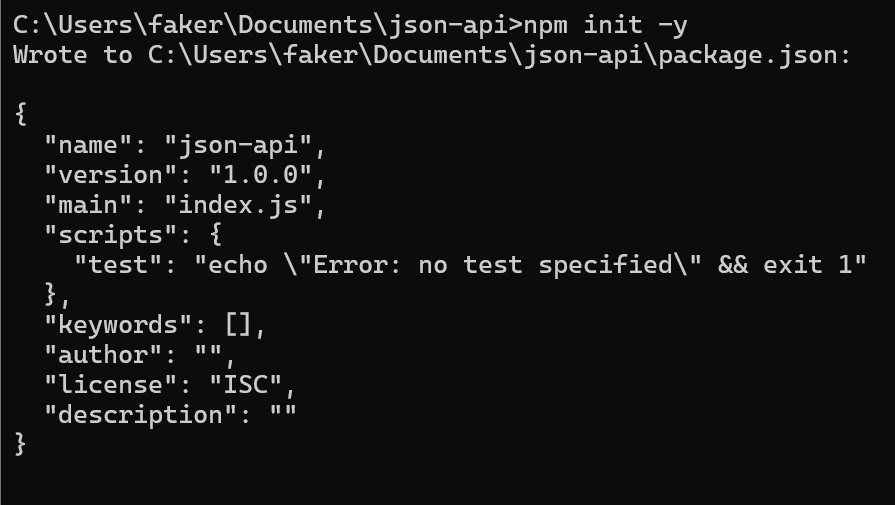 C:\Users\faker\Documents\json-api>npm init -y
Wrote to C:\Users\faker\Documents\json-api\package.json:

{
  "name": "json-api",
  "version": "1.0.0",
  "main": "index.js",
  "scripts": {
    "test": "echo \"Error: no test specified\" && exit 1"
  },
  "keywords": [],
  "author": "",
  "license": "ISC",
  "description": ""
}